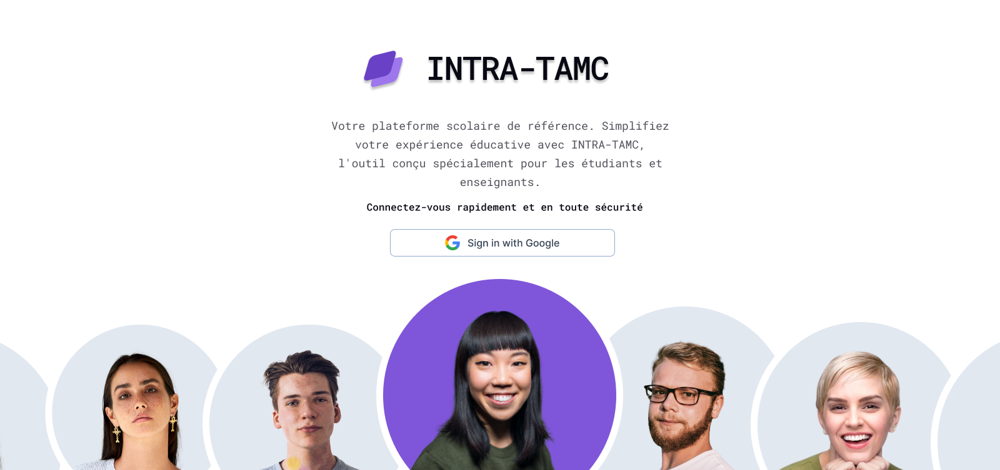 INTRA-TAMC
Votre plateforme scolaire de référence. Simplifiez
votre expérience éducative avec INTRA-TAMC,
l'outil conçu spécialement pour les étudiants et
enseignants.
Connectez-vous rapidement et en toute sécurité
Sign in with Google